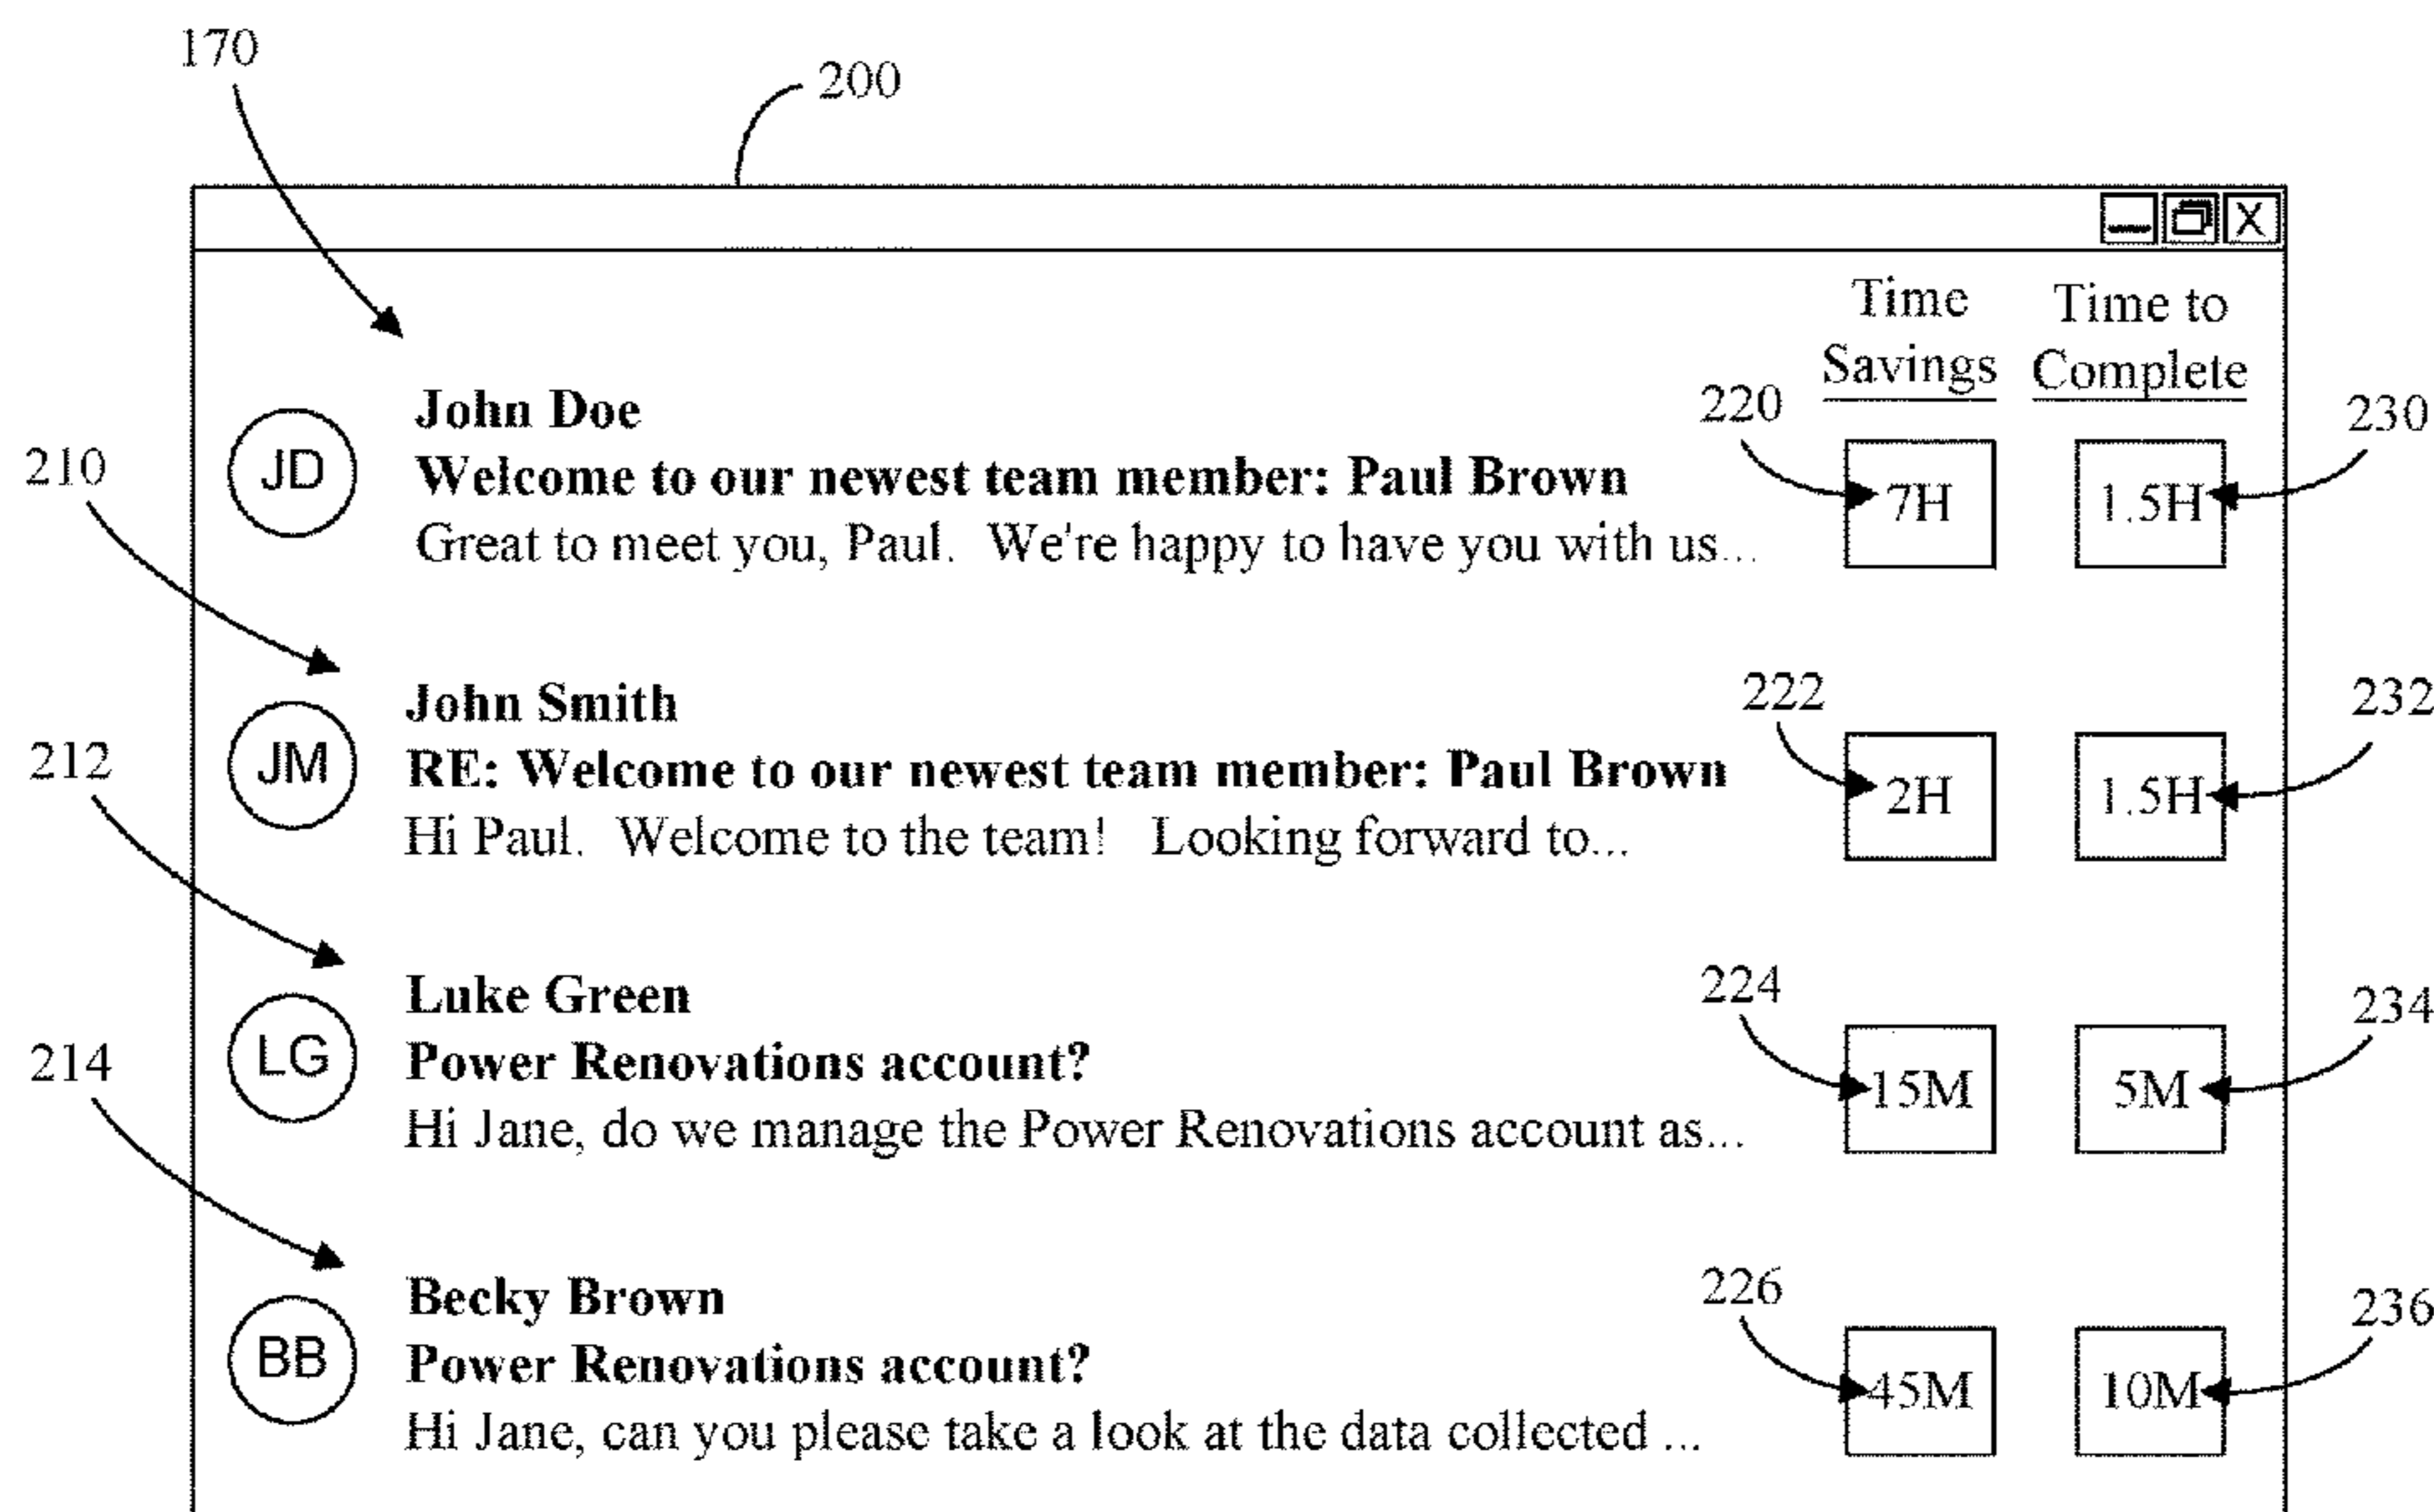 170
200
X
Time Time to
Savings Complete
220
230
John Doe
210
JD
Welcome to our newest team member: Paul Brown
7H
1.5H
Great to meet you, Paul. We're happy to have you with us...
222
232
John Smith
212
JM
RE: Welcome to our newest team member: Paul Brown
2H
1.5H
Hi Paul. Welcome to the team! Looking forward to...
224
234
Luke Green
214
LG
Power Renovations account?
15M
5M
Hi Jane, do we manage the Power Renovations account as...
226
236
Becky Brown
BB
Power Renovations account?
45M
10M
Hi Jane, can you please take a look at the data collected ...